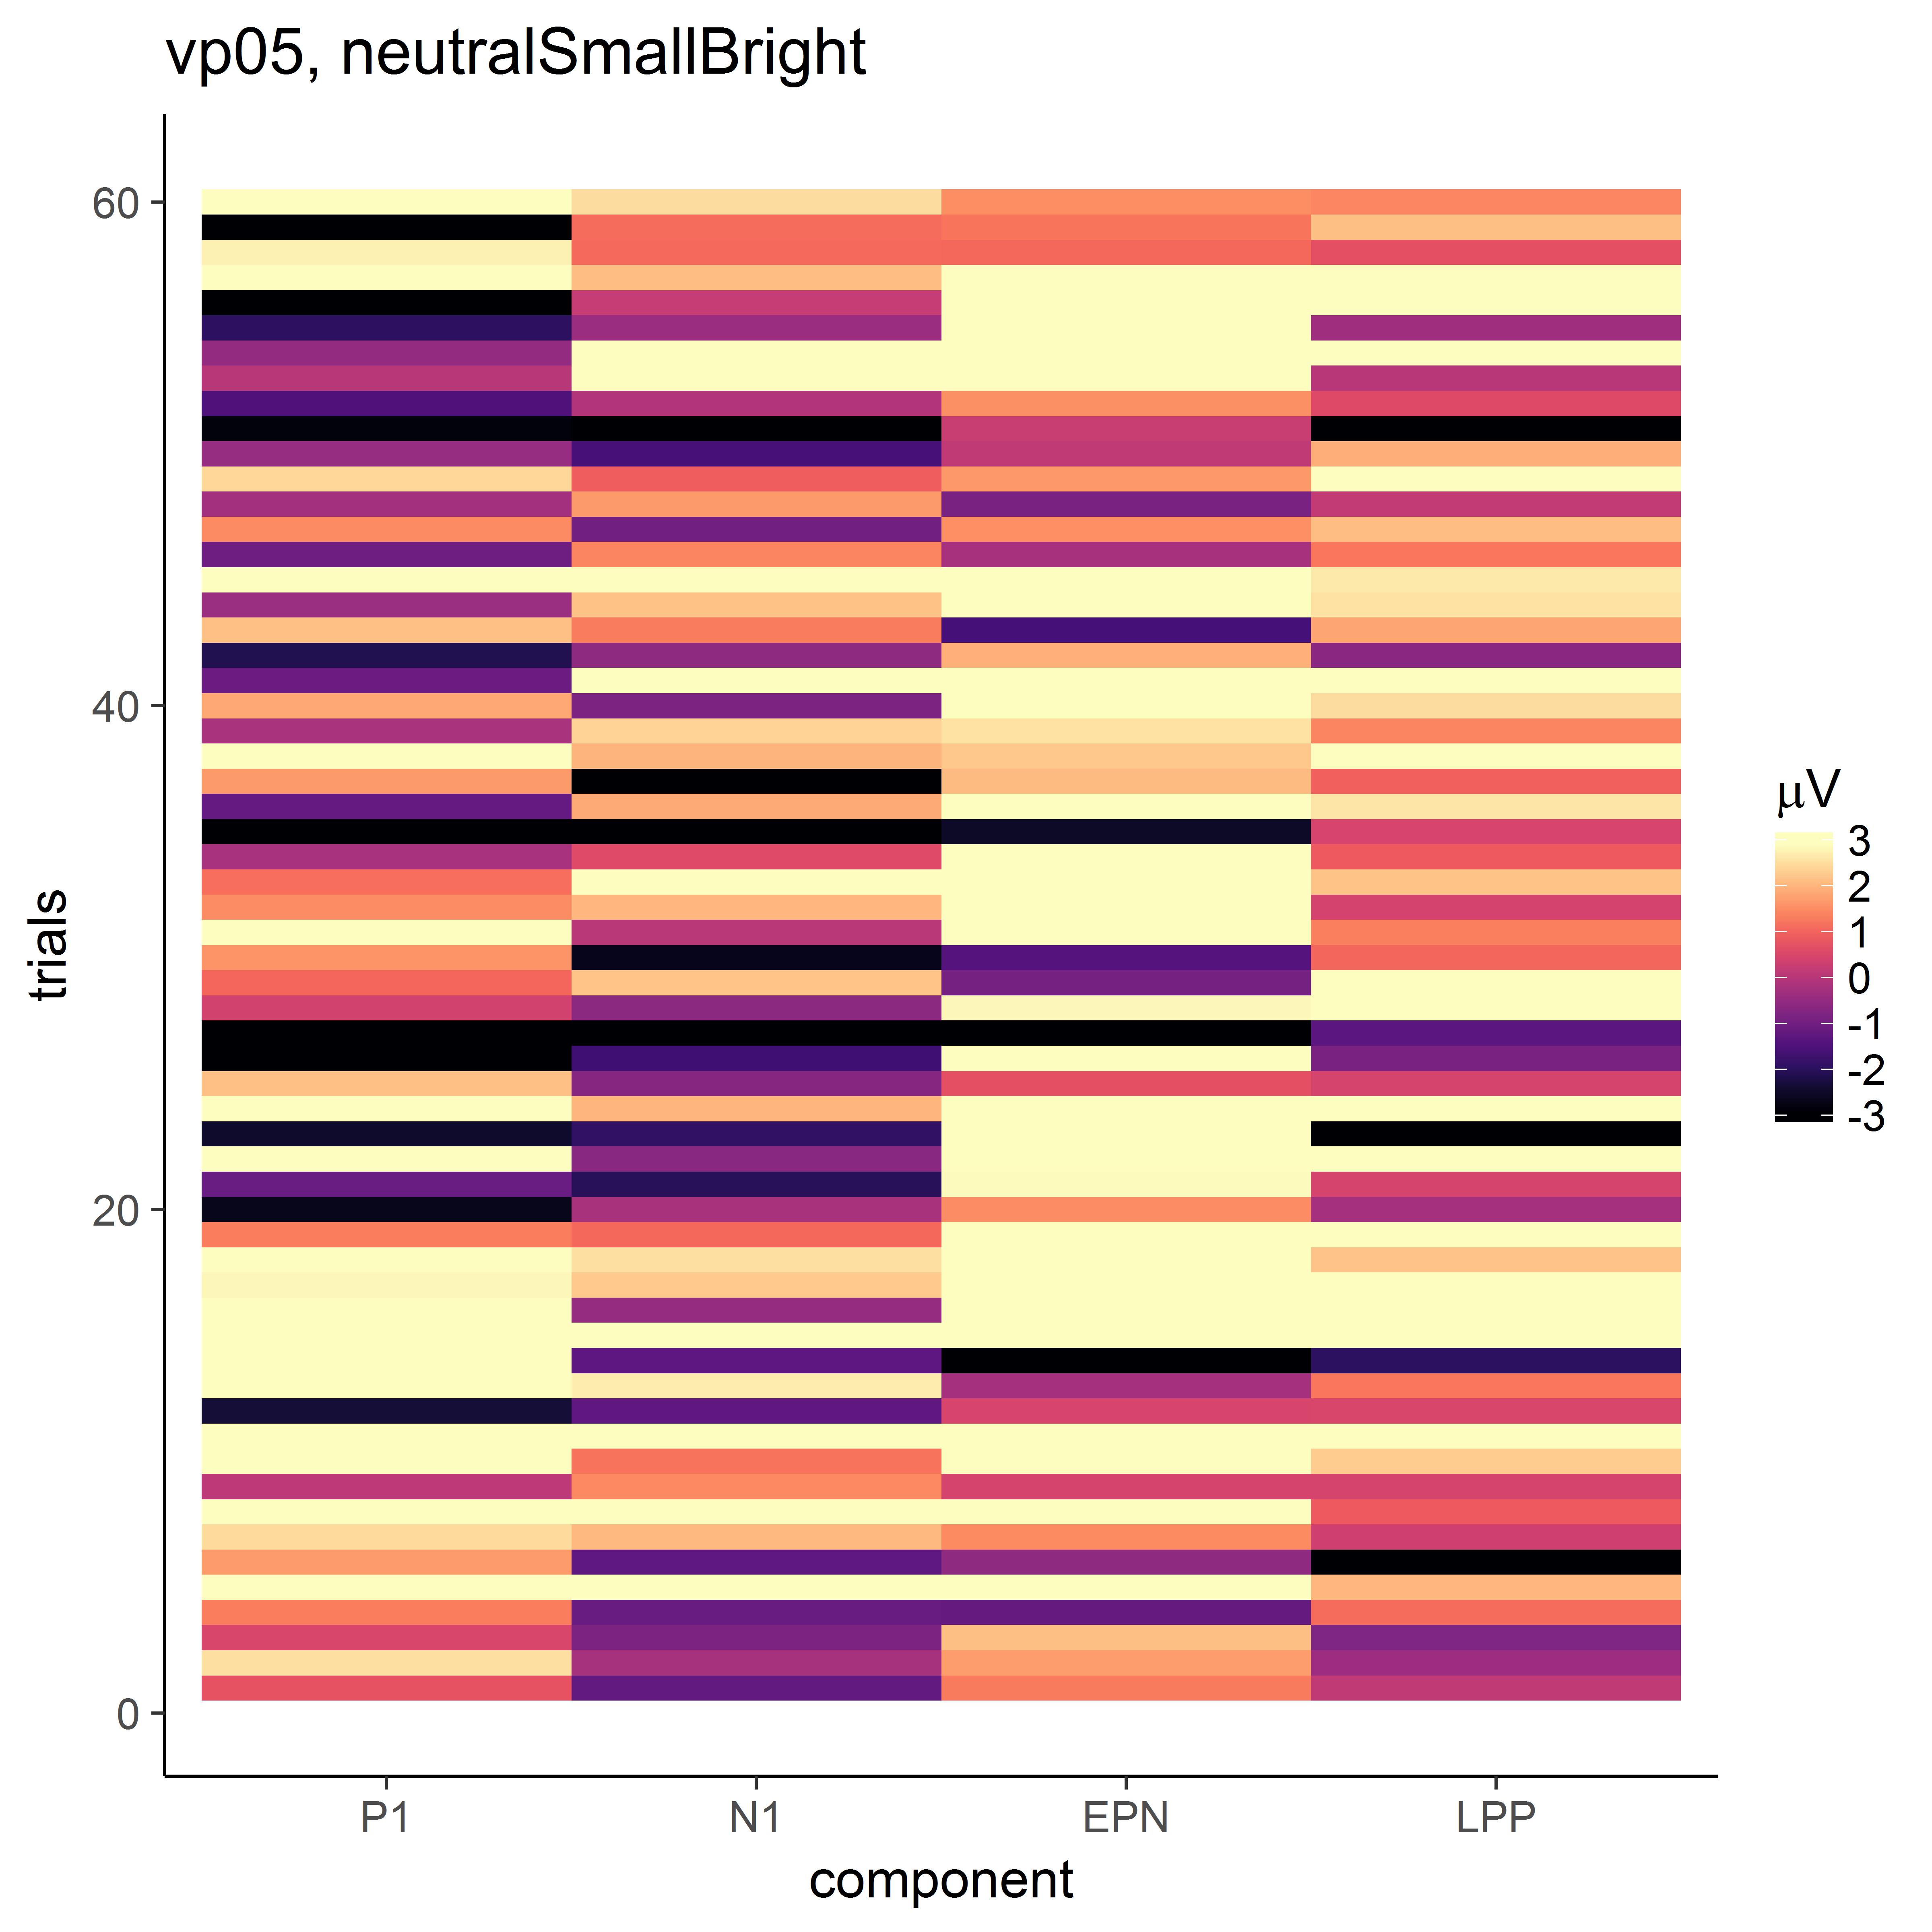 vp05, neutralSmallBright
60
40
20
0
trials
P1 N1 EPN LPP
component
μV
3
2
1
0
-1
-2
-3